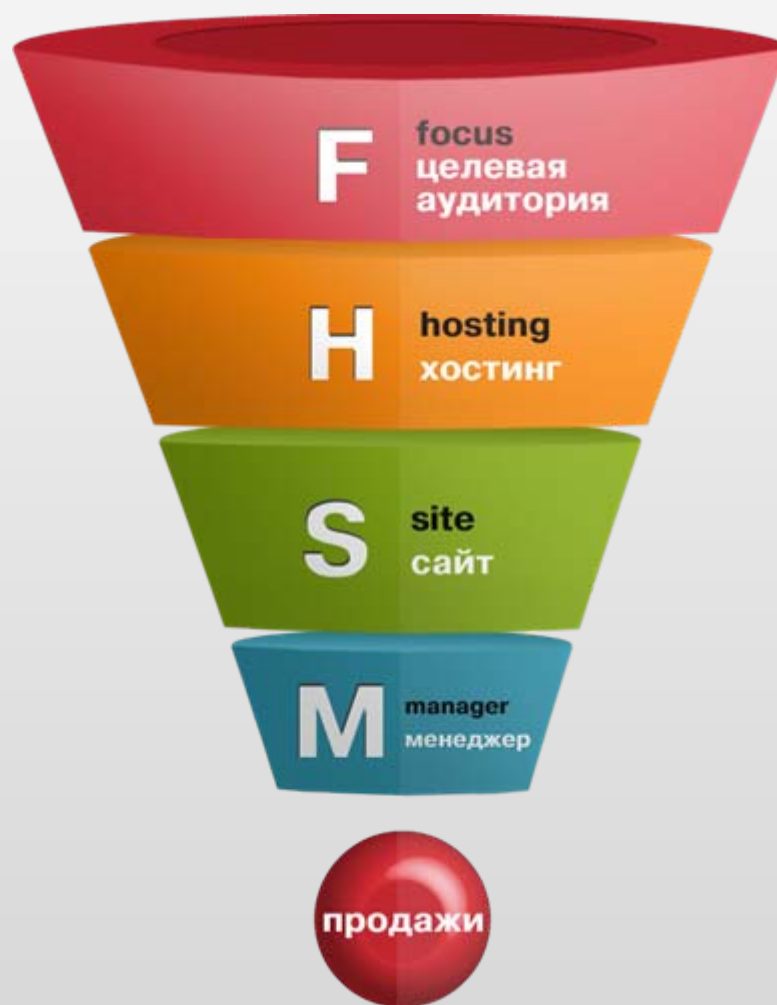 F
focus
целевая
аудитория
H
hosting
хостинг
S
site
сайт
M
manager
менеджер
продажи